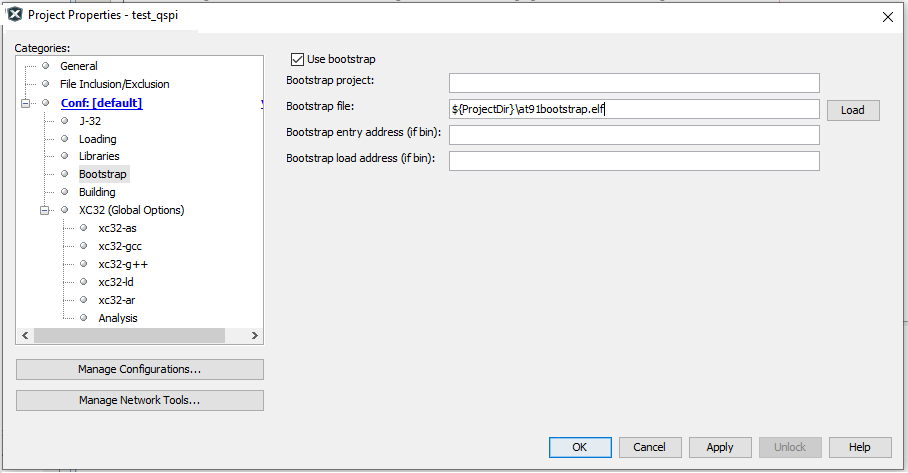 Project Properties - test_qspi
Categories:
General
File Inclusion/Exclusion
Conf: [default]
J-32
Loading
Libraries
Bootstrap
Building
XC32 (Global Options)
xc32-as
xc32-gcc
xc32-g++
xc32-ld
xc32-ar
Analysis
Manage Configurations...
Manage Network Tools...
Use bootstrap
Bootstrap project:
Bootstrap file: ${ProjectDir}\at91bootstrap.elf Load
Bootstrap entry address (if bin):
Bootstrap load address (if bin):
OK Cancel Apply Unlock Help